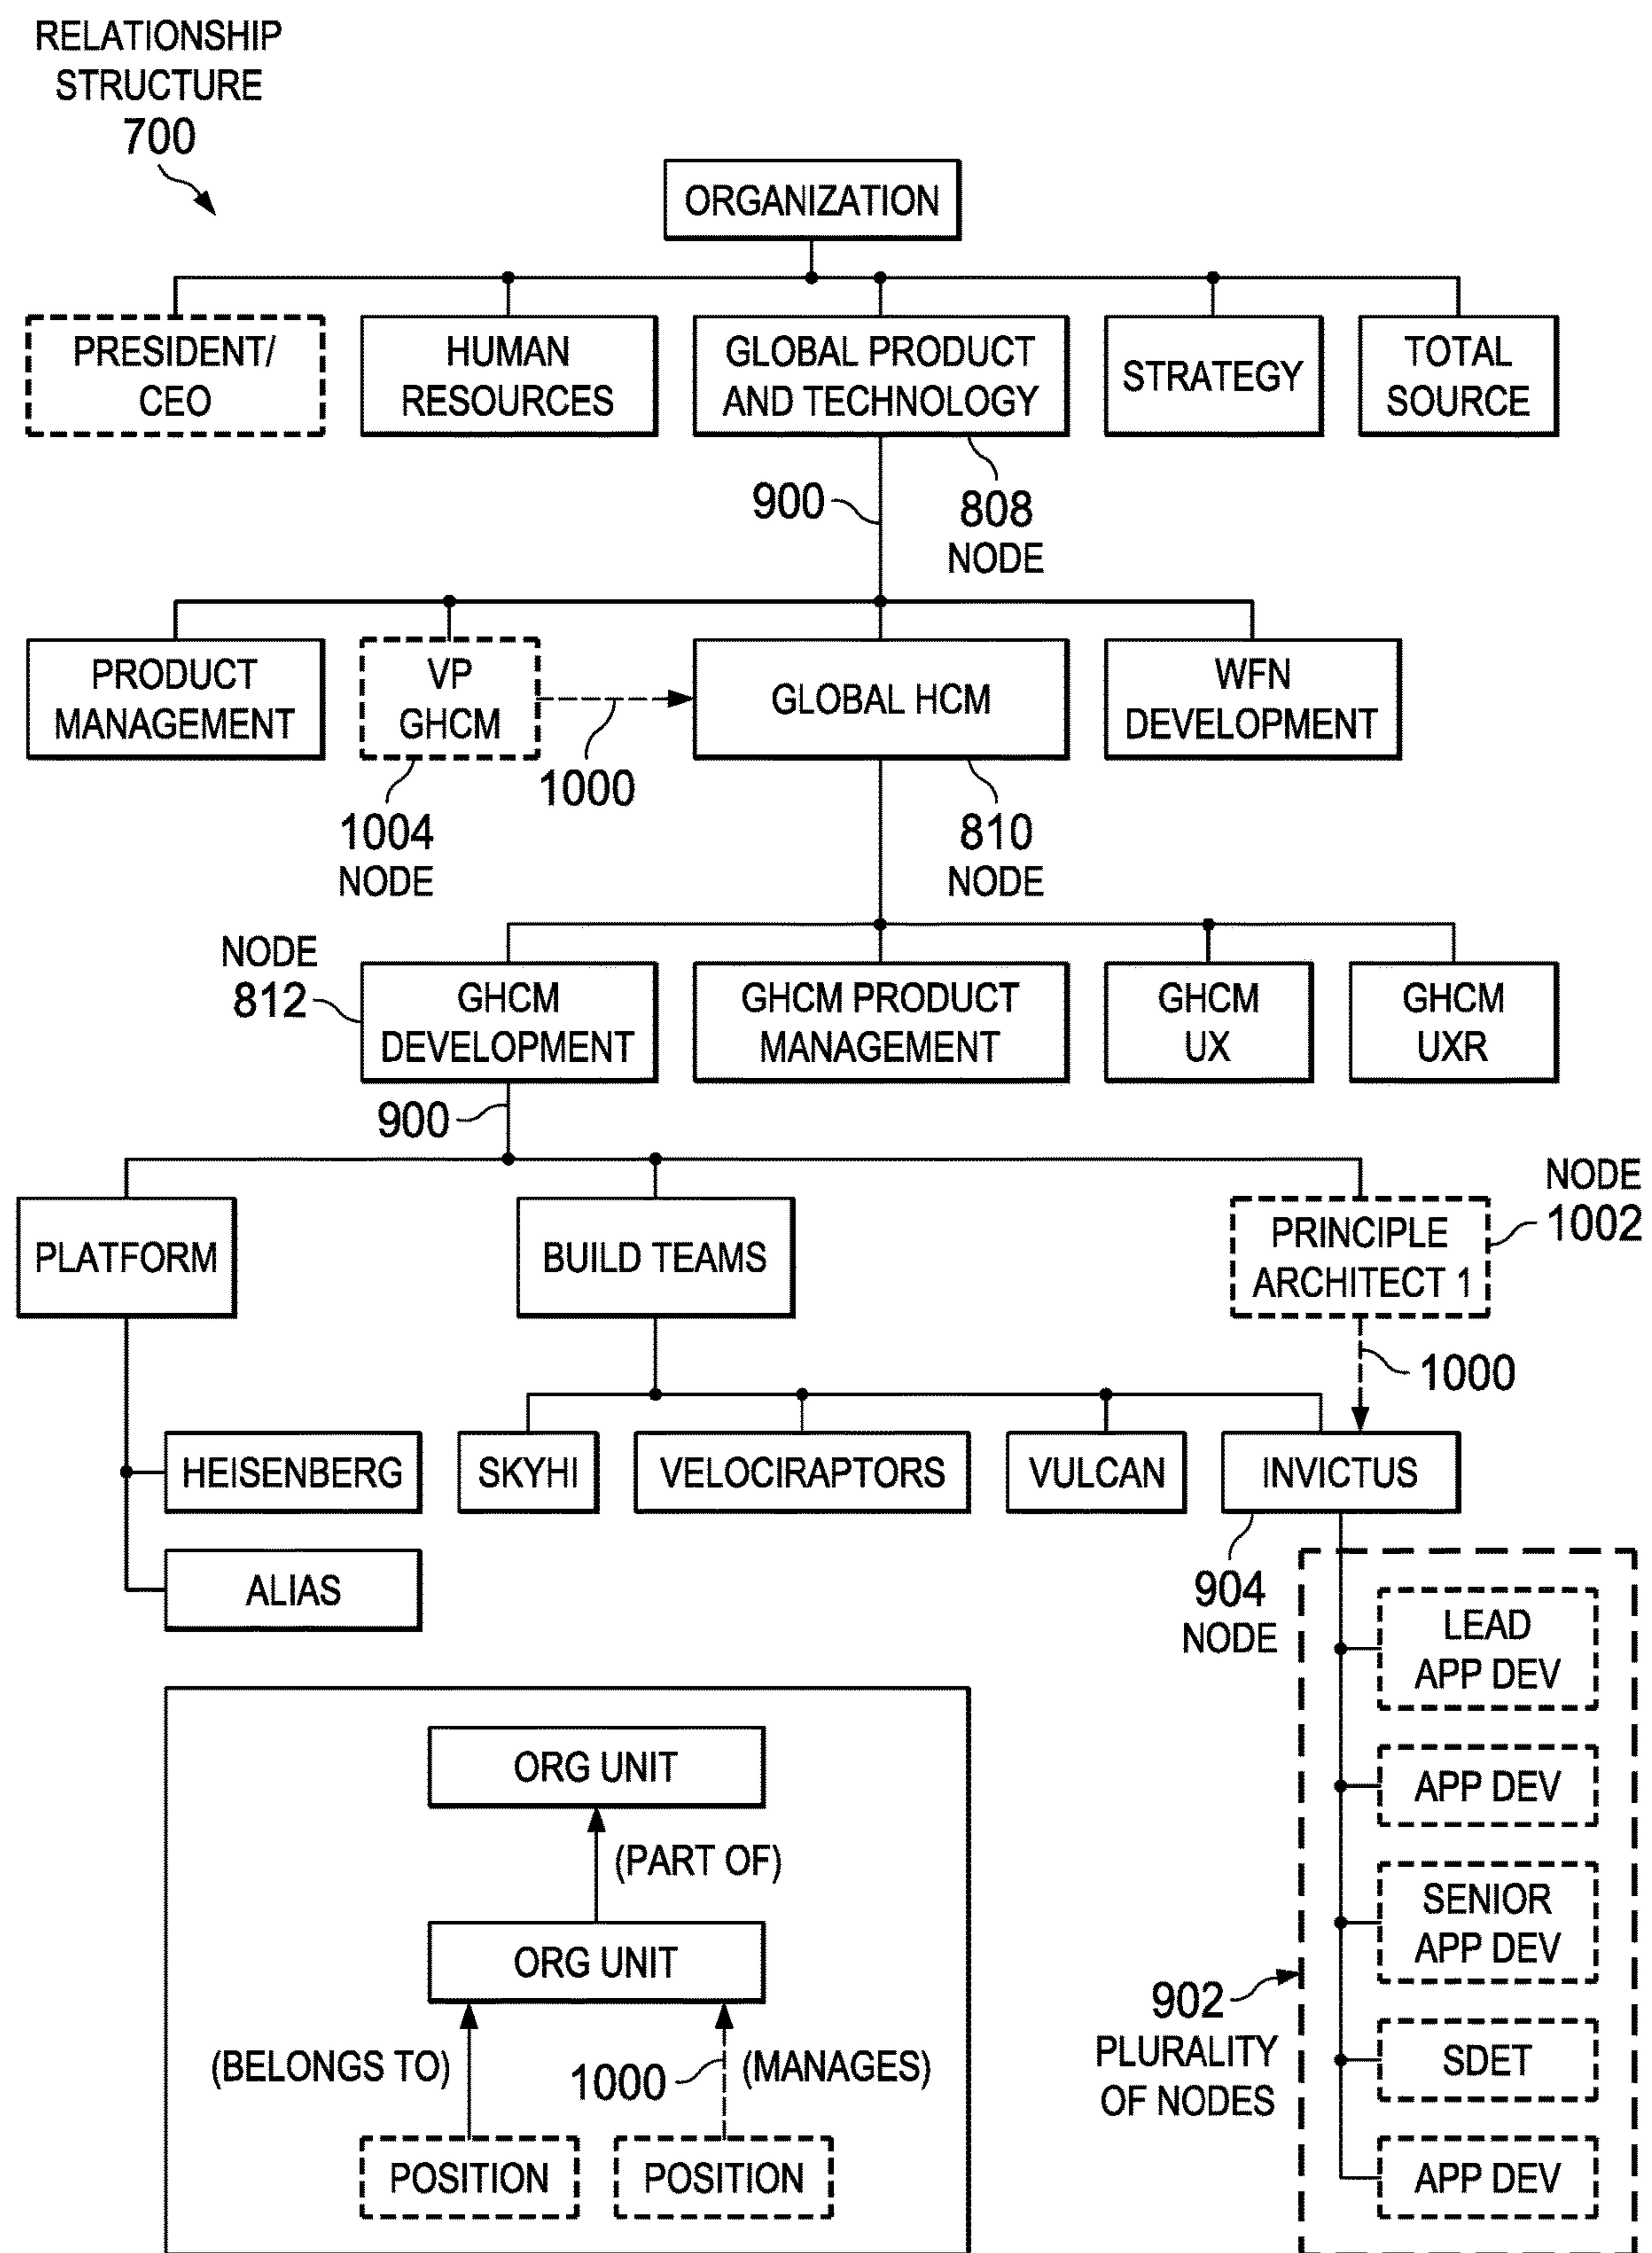 RELATIONSHIP
STRUCTURE
700
ORGANIZATION
PRESIDENT/
CEO
HUMAN
RESOURCES
GLOBAL PRODUCT
AND TECHNOLOGY
STRATEGY
TOTAL
SOURCE
900
808
NODE
PRODUCT
MANAGEMENT
VP
GHCM
GLOBAL HCM
WFN
DEVELOPMENT
1000
1004
NODE
810
NODE
NODE
812
GHCM
DEVELOPMENT
GHCM PRODUCT
MANAGEMENT
GHCM
UX
GHCM
UXR
900
PLATFORM
BUILD TEAMS
PRINCIPLE
ARCHITECT 1
NODE
1002
1000
HEISENBERG
SKYHI
VELOCIRAPTORS
VULCAN
INVICTUS
ALIAS
904
NODE
LEAD
APP DEV
APP DEV
SENIOR
APP DEV
SDET
APP DEV
902
PLURALITY
OF NODES
ORG UNIT
(PART OF)
ORG UNIT
(BELONGS TO)
1000
(MANAGES)
POSITION
POSITION